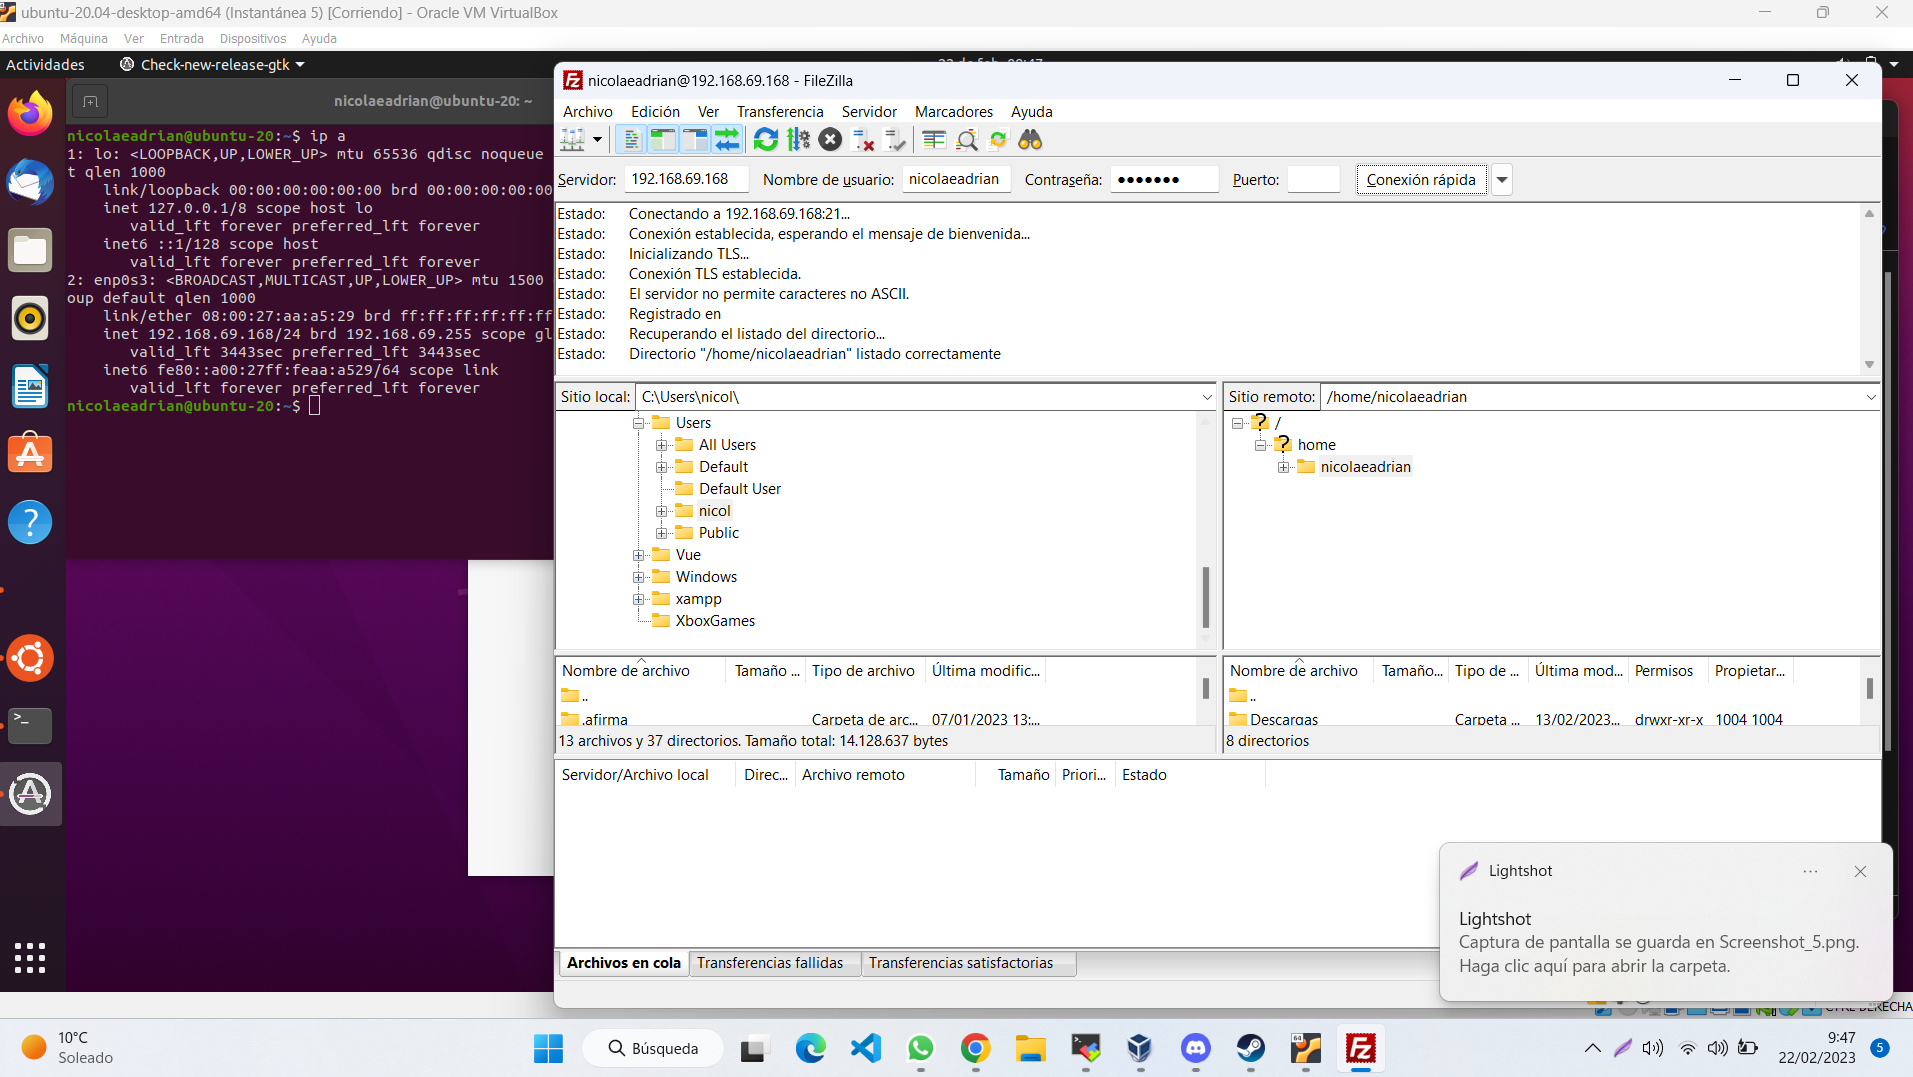 ubuntu-20.04-desktop-amd64 (Instantánea 5) [Corriendo] - Oracle VM VirtualBox
Archivo Máquina Ver Entrada Dispositivos Ayuda
Actividades Check-new-release-gtk
nicolaeadrian@ubuntu-20: ~
nicolaeadrian@ubuntu-20:~$ ip a
1: lo: <LOOPBACK,UP,LOWER_UP> mtu 65536 qdisc noqueue
t qlen 1000
link/loopback 00:00:00:00:00:00 brd 00:00:00:00:00
inet 127.0.0.1/8 scope host lo
valid_lft forever preferred_lft forever
inet6 ::1/128 scope host
valid_lft forever preferred_lft forever
2: enp0s3: <BROADCAST,MULTICAST,UP,LOWER_UP> mtu 1500
oup default qlen 1000
link/ether 08:00:27:aa:a5:29 brd ff:ff:ff:ff:ff:ff
inet 192.168.69.168/24 brd 192.168.69.255 scope gl
valid_lft 3443sec preferred_lft 3443sec
inet6 fe80::a00:27ff:feaa:a529/64 scope link
valid_lft forever preferred_lft forever
nicolaeadrian@ubuntu-20:~$
nicolaeadrian@192.168.69.168 - FileZilla
Archivo Edición Ver Transferencia Servidor Marcadores Ayuda
Servidor: 192.168.69.168 Nombre de usuario: nicolaeadrian Contraseña: ●●●●●●● Puerto: Conexión rápida
Estado: Conectando a 192.168.69.168:21...
Estado: Conexión establecida, esperando el mensaje de bienvenida...
Estado: Inicializando TLS...
Estado: Conexión TLS establecida.
Estado: El servidor no permite caracteres no ASCII.
Estado: Registrado en
Estado: Recuperando el listado del directorio...
Estado: Directorio "/home/nicolaeadrian" listado correctamente
Sitio local: C:\Users\nicol\
Users
All Users
Default
Default User
nicol
Public
Vue
Windows
xampp
XboxGames
Sitio remoto: /home/nicolaeadrian
/
home
nicolaeadrian
Nombre de archivo Tamaño ... Tipo de archivo Última modific...
..
.afirma Carpeta de arc... 07/01/2023 13:...
13 archivos y 37 directorios. Tamaño total: 14.128.637 bytes
Nombre de archivo Tamaño... Tipo de ... Última mod... Permisos Propietar...
..
Descargas Carpeta ... 13/02/2023... drwxr-xr-x 1004 1004
8 directorios
Servidor/Archivo local Direc... Archivo remoto Tamaño Priori... Estado
Archivos en cola Transferencias fallidas Transferencias satisfactorias
Lightshot
Lightshot
Captura de pantalla se guarda en Screenshot_5.png.
Haga clic aquí para abrir la carpeta.
10°C
Soleado
Búsqueda
64
9:47
22/02/2023
5